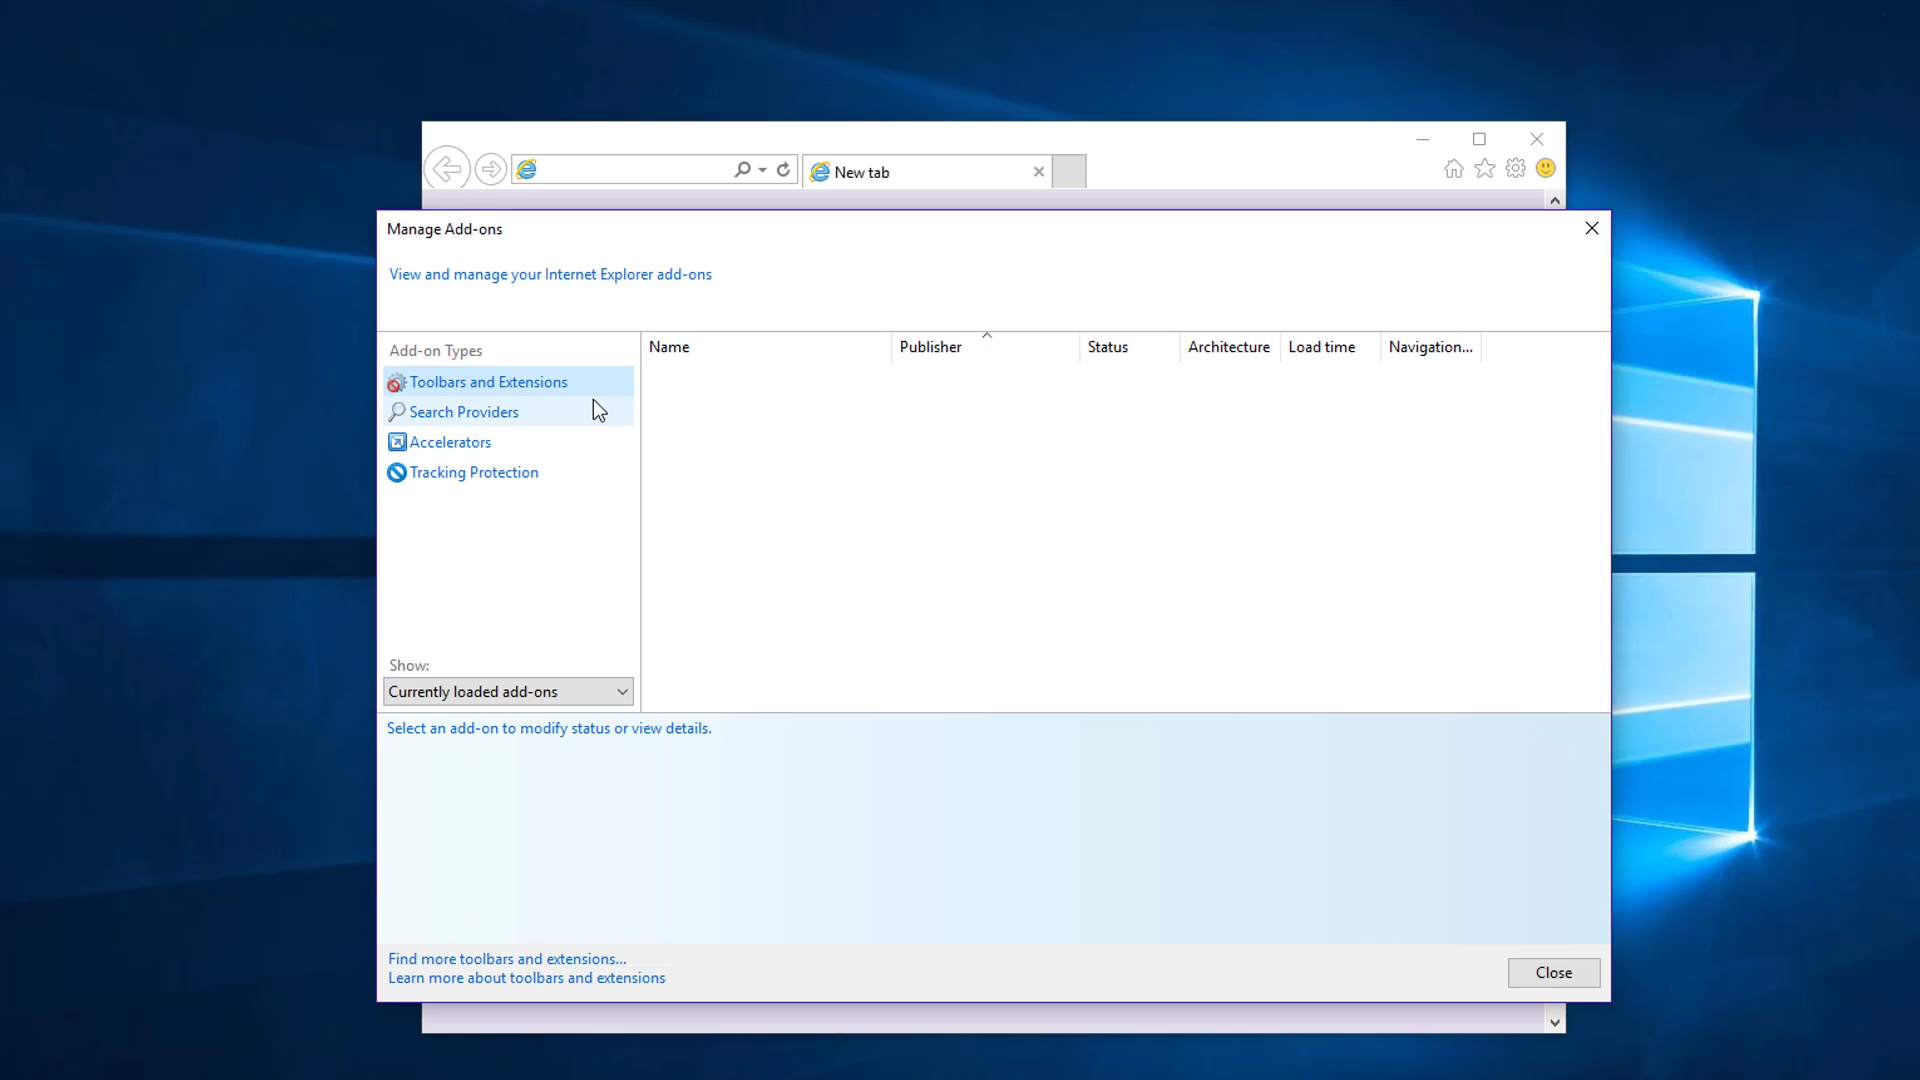 New tab
Manage Add-ons
View and manage your Internet Explorer add-ons
Add-on Types
Toolbars and Extensions
Search Providers
Accelerators
Tracking Protection
Show:
Currently loaded add-ons
Name Publisher Status Architecture Load time Navigation...
Select an add-on to modify status or view details.
Find more toolbars and extensions...
Learn more about toolbars and extensions
Close